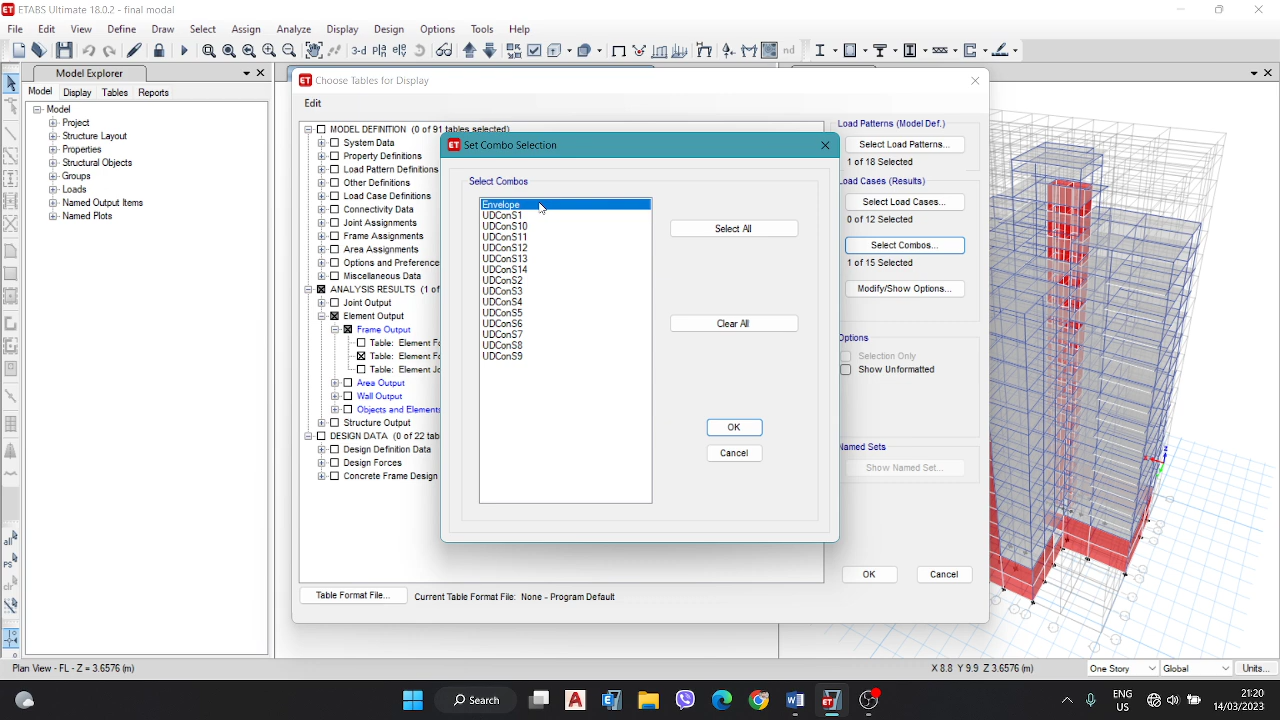 ET ETABS Ultimate 18.0.2 - final modal
File Edit View Define Draw Select Assign Analyze Display Design Options Tools Help
3-d plà elè nd
Model Explorer
Model Display Tables Reports
Model
Project
Structure Layout
Properties
Structural Objects
Groups
Loads
Named Output Items
Named Plots
all
PS
clr
ET Choose Tables for Display
Edit
MODEL DEFINITION (0 of 91 tables selected)
System Data
Property Definitions
Load Pattern Definitions
Other Definitions
Load Case Definitions
Connectivity Data
Joint Assignments
Frame Assignments
Area Assignments
Options and Preference
Miscellaneous Data
ANALYSIS RESULTS (1 of
Joint Output
Element Output
Frame Output
Table: Element Fo
Table: Element F
Table: Element Jo
Area Output
Wall Output
Objects and Elements
Structure Output
DESIGN DATA (0 of 22 tab
Design Definition Data
Design Forces
Concrete Frame Design
Table Format File...
Current Table Format File: None - Program Default
ET Set Combo Selection
Select Combos
Envelope
UDConS1
UDConS10
UDConS11
UDConS12
UDConS13
UDConS14
UDConS2
UDConS3
UDConS4
UDConS5
UDConS6
UDConS7
UDConS8
UDConS9
Select All
Clear All
OK
Cancel
Load Patterns (Model Def.)
Select Load Patterns...
1 of 18 Selected
Load Cases (Results)
Select Load Cases...
0 of 12 Selected
Select Combos...
1 of 15 Selected
Modify/Show Options...
Options
Selection Only
Show Unformatted
Named Sets
Show Named Set...
OK Cancel
Z
Plan View - FL - Z = 3.6576 (m)
X 8.8 Y 9.9 Z 3.6576 (m)
One Story Global Units...
Search
ENG
US
21:20
14/03/2023